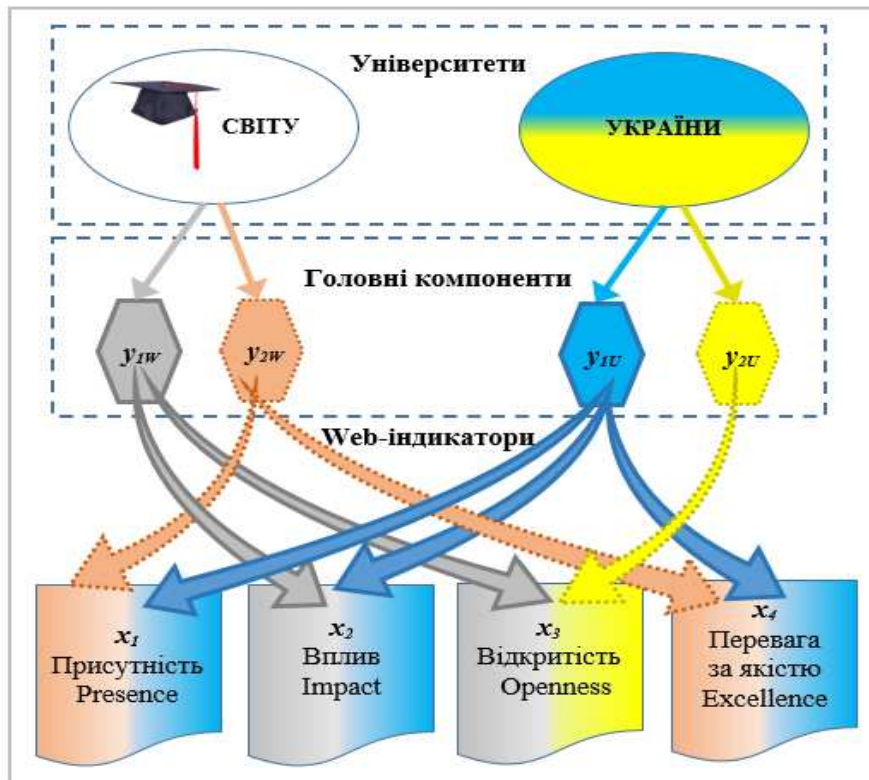 Університети
СВІТУ
УКРАЇНИ
Головні компоненти
y1W
y2W
y1U
y2U
Web-індикатори
x1
Присутність
Presence
x2
Вплив
Impact
x3
Відкритість
Openness
x4
Перевага
за якістю
Excellence